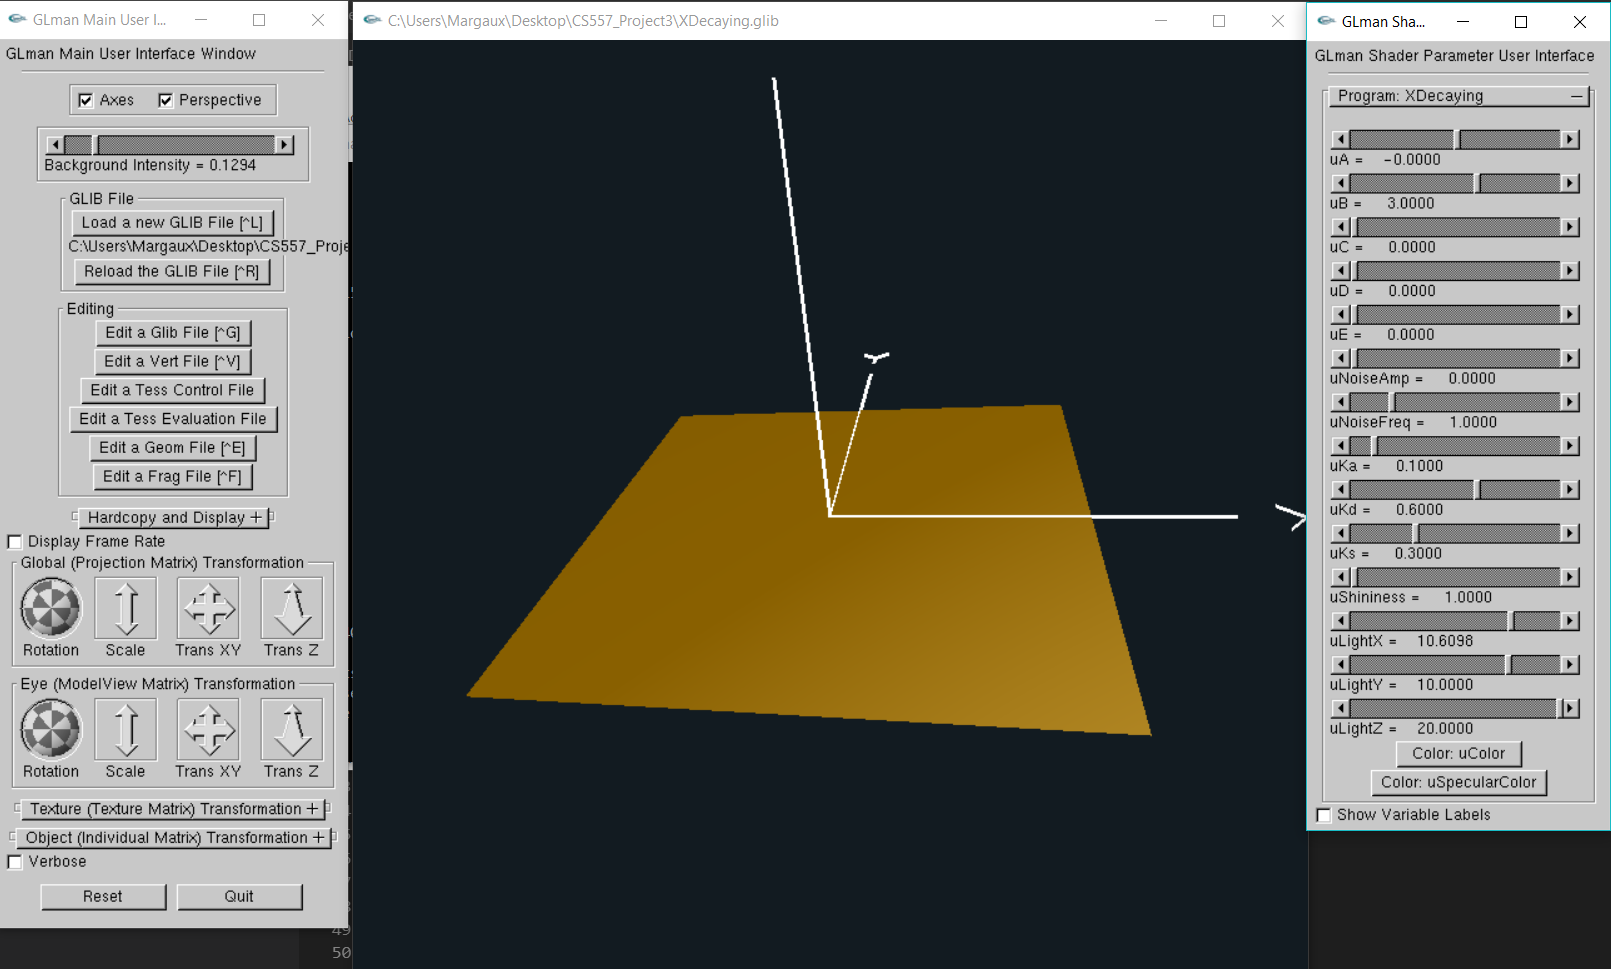 GLman Main User I...
GLman Main User Interface Window
Axes
Perspective
Background Intensity = 0.1294
GLIB File
Load a new GLIB File [^L]
C:\Users\Margaux\Desktop\CS557_Proje
Reload the GLIB File [^R]
Editing
Edit a Glib File [^G]
Edit a Vert File [^V]
Edit a Tess Control File
Edit a Tess Evaluation File
Edit a Geom File [^E]
Edit a Frag File [^F]
Hardcopy and Display +
Display Frame Rate
Global (Projection Matrix) Transformation
Rotation Scale Trans XY Trans Z
Eye (ModelView Matrix) Transformation
Rotation Scale Trans XY Trans Z
Texture (Texture Matrix) Transformation +
Object (Individual Matrix) Transformation +
Verbose
Reset Quit
49
50
C:\Users\Margaux\Desktop\CS557_Project3\XDecaying.glib
Y
GLman Sha...
GLman Shader Parameter User Interface
Program: XDecaying
uA = -0.0000
uB = 3.0000
uC = 0.0000
uD = 0.0000
uE = 0.0000
uNoiseAmp = 0.0000
uNoiseFreq = 1.0000
uKa = 0.1000
uKd = 0.6000
uKs = 0.3000
uShininess = 1.0000
uLightX = 10.6098
uLightY = 10.0000
uLightZ = 20.0000
Color: uColor
Color: uSpecularColor
Show Variable Labels